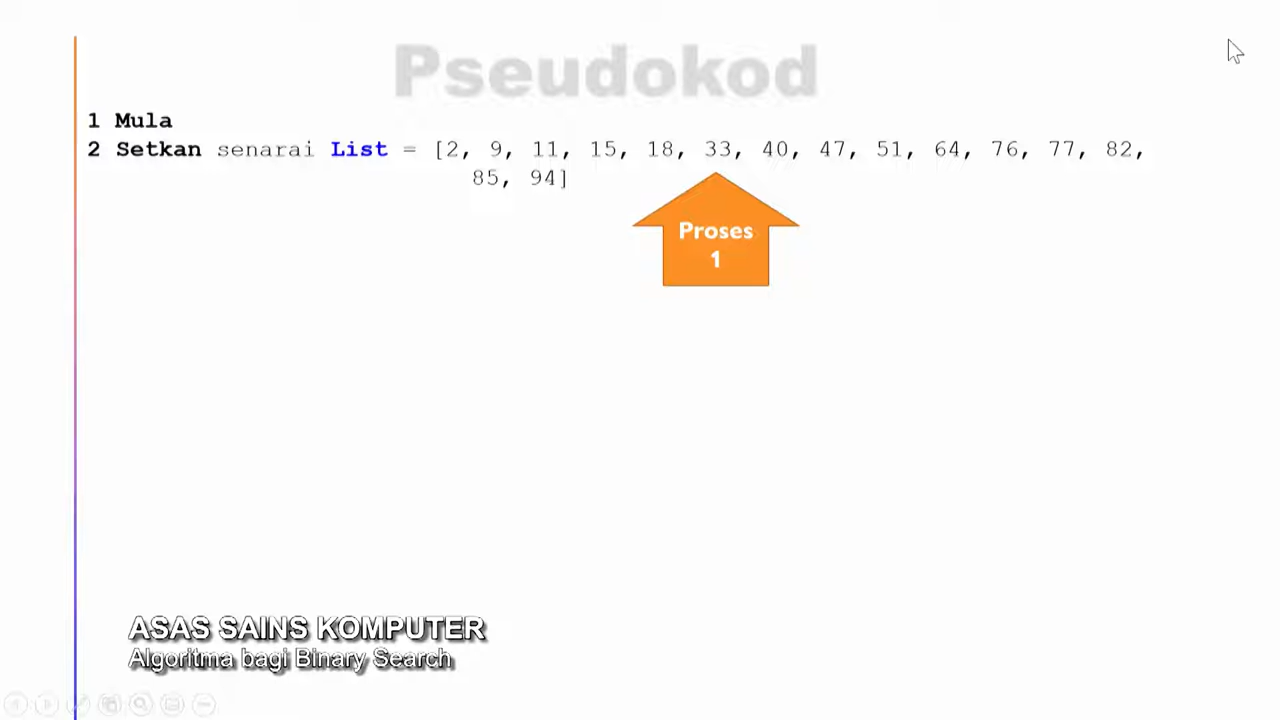 Pseudokod
1 Mula
2 Setkan senarai List = [2, 9, 11, 15, 18, 33, 40, 47, 51, 64, 76, 77, 82,
85, 94]
Proses
1
ASAS SAINS KOMPUTER
Algoritma bagi Binary Search